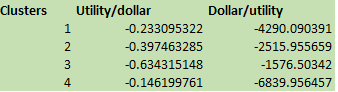 Clusters Utility/dollar Dollar/utility
1 -0.233095322 -4290.090391
2 -0.397463285 -2515.955659
3 -0.634315148 -1576.50342
4 -0.146199761 -6839.956457